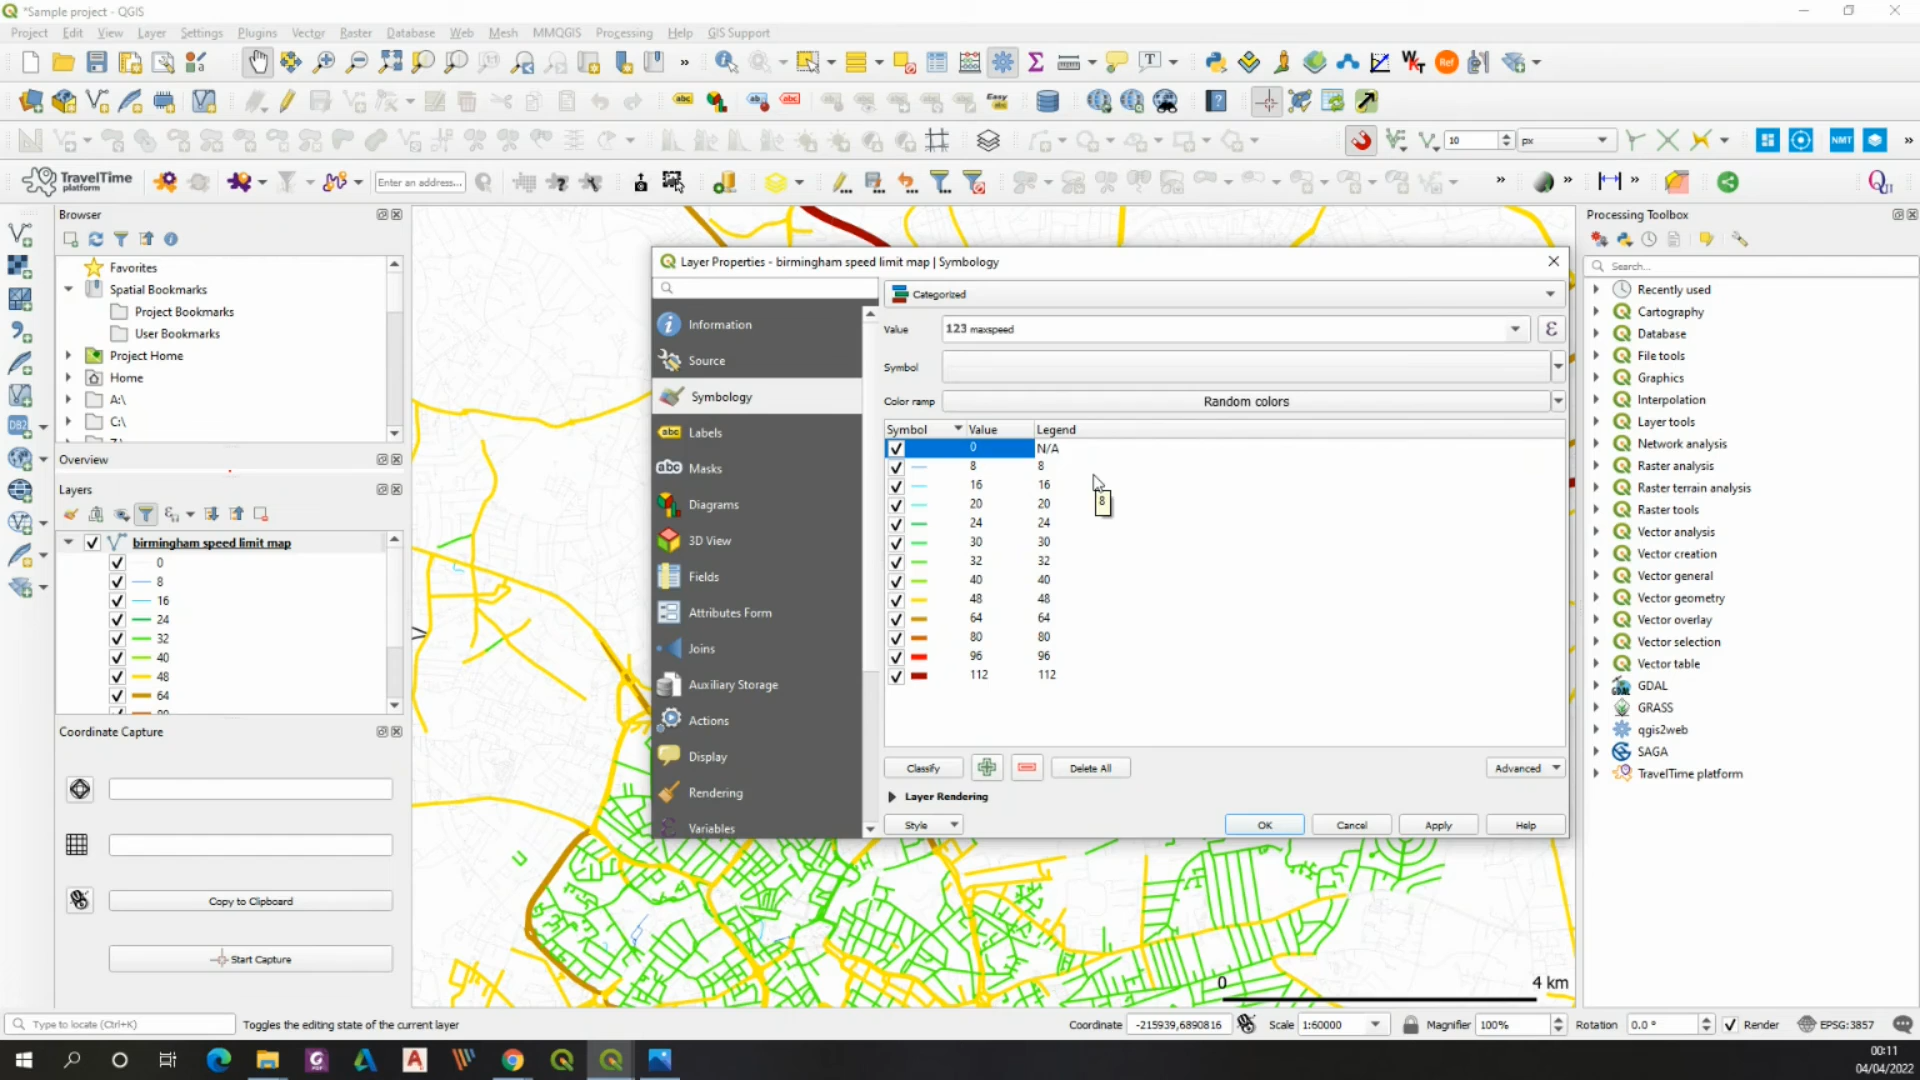 *Sample project - QGIS
Project Edit View Layer Settings Plugins Vector Raster Database Web Mesh MMQGIS Processing Help GIS Support
10 px
NMT
TravelTime
platform
Enter an address...
Browser
Favorites
Spatial Bookmarks
Project Bookmarks
User Bookmarks
Project Home
Home
A:\
C:\
Overview
Layers
birmingham speed limit map
0
8
16
24
32
40
48
64
Coordinate Capture
Copy to Clipboard
Start Capture
Layer Properties - birmingham speed limit map | Symbology
Information
Source
Symbology
Labels
Masks
Diagrams
3D View
Fields
Attributes Form
Joins
Auxiliary Storage
Actions
Display
Rendering
Variables
Categorized
Value 123 maxspeed
Symbol
Color ramp Random colors
Symbol Value Legend
0 N/A
8 8
16 16
20 20
24 24
30 30
32 32
40 40
48 48
64 64
80 80
96 96
112 112
8
Classify Delete All Advanced
Layer Rendering
Style OK Cancel Apply Help
0 4 km
Processing Toolbox
Search...
Recently used
Cartography
Database
File tools
Graphics
Interpolation
Layer tools
Network analysis
Raster analysis
Raster terrain analysis
Raster tools
Vector analysis
Vector creation
Vector general
Vector geometry
Vector overlay
Vector selection
Vector table
GDAL
GRASS
qgis2web
SAGA
TravelTime platform
Type to locate (Ctrl+K) Toggles the editing state of the current layer Coordinate -215939,6890816 Scale 1:60000 Magnifier 100% Rotation 0.0 ° Render EPSG:3857
00:11
04/04/2022